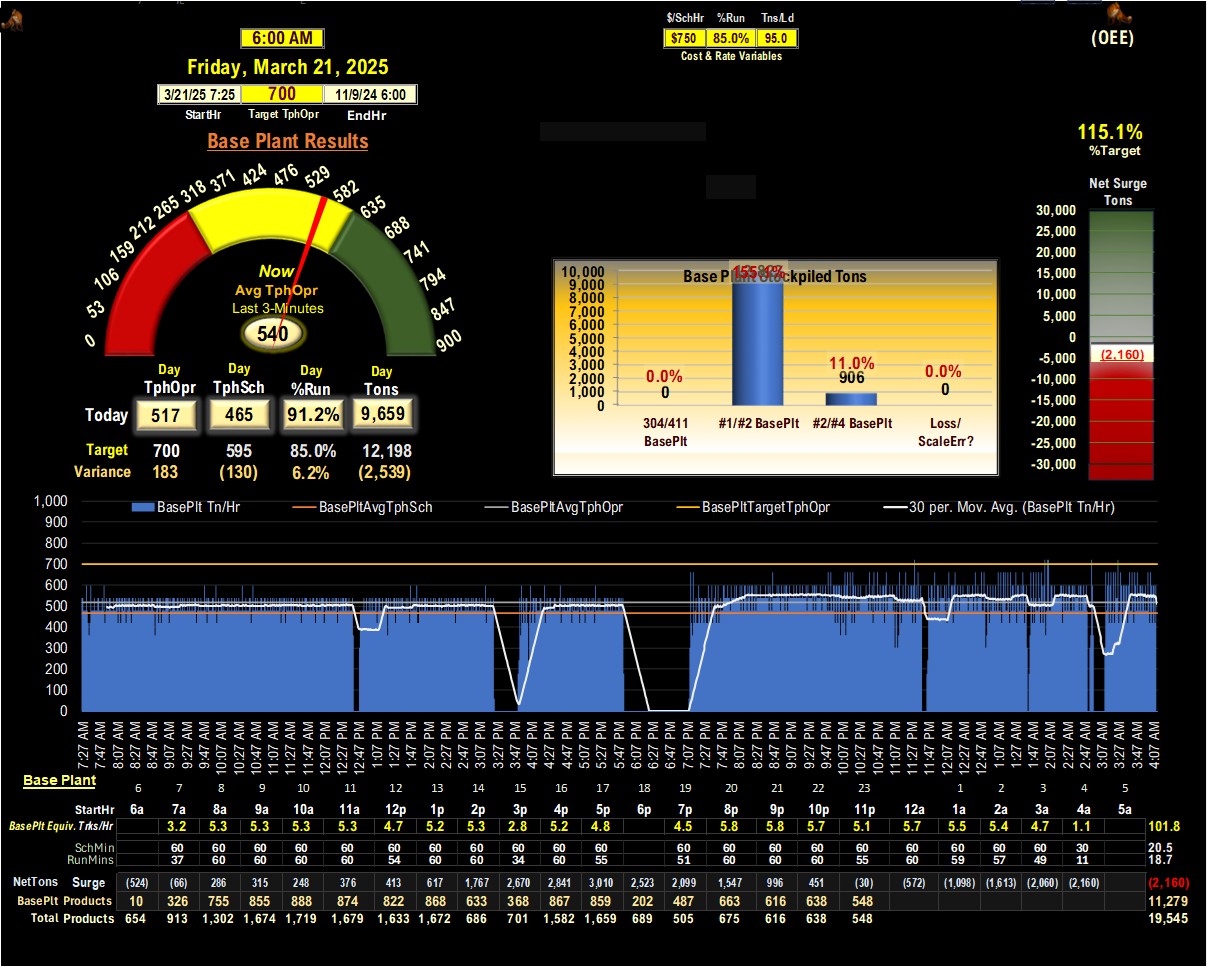 $/SchHr %Run Tns/Ld
6:00 AM
$750 85.0% 95.0
(OEE)
Cost & Rate Variables
Friday, March 21, 2025
3/21/25 7:25 700 11/9/24 6:00
StartHr Target TphOpr EndHr
Base Plant Results
115.1%
%Target
Net Surge
Tons
0 53 106 159 212 265 318 371 424 476 529 582 635 688 741 794 847 900
Now
Avg TphOpr
Last 3-Minutes
540
Day Day Day Day
TphOpr TphSch %Run Tons
Today 517 465 91.2% 9,659
Target 700 595 85.0% 12,198
Variance 183 (130) 6.2% (2,539)
Base Plant Stockpiled Tons
10,000
9,000
8,000
7,000
6,000
5,000
4,000
3,000
2,000
1,000
0
0.0%
0
11.0%
906
0.0%
0
304/411 BasePlt
#1/#2 BasePlt
#2/#4 BasePlt
Loss/ ScaleErr?
30,000
25,000
20,000
15,000
10,000
5,000
0
-5,000
-10,000
-15,000
-20,000
-25,000
-30,000
(2,160)
BasePlt Tn/Hr BasePltAvgTphSch BasePltAvgTphOpr BasePltTargetTphOpr 30 per. Mov. Avg. (BasePlt Tn/Hr)
1,000
900
800
700
600
500
400
300
200
100
0
7:27 AM 7:47 AM 8:07 AM 8:27 AM 8:47 AM 9:07 AM 9:27 AM 9:47 AM 10:07 AM 10:27 AM 10:47 AM 11:07 AM 11:27 AM 11:47 AM 12:07 PM 12:47 PM 1:07 PM 12:27 PM 12:47 PM 1:07 PM 1:27 PM 1:47 PM 2:07 PM 2:27 PM 3:07 PM 3:27 PM 3:47 PM 4:07 PM 4:27 PM 4:47 PM 5:07 PM 5:27 PM 5:47 PM 6:07 PM 6:27 PM 6:47 PM 7:07 PM 7:27 PM 7:47 PM 8:07 PM 8:27 PM 8:47 PM 9:07 PM 9:27 PM 9:47 PM 10:07 PM 10:27 PM 10:47 PM 11:07 PM 11:27 PM 11:47 PM 12:07 AM 12:47 AM 1:07 AM 1:27 AM 1:47 AM 2:07 AM 2:27 AM 2:47 AM 3:07 AM 3:27 AM 3:47 AM 4:07 AM
Base Plant
6 7 8 9 10 11 12 13 14 15 16 17 18 19 20 21 22 23 1 2 3 4 5
StartHr 6a 7a 8a 9a 10a 11a 12p 1p 2p 3p 4p 5p 6p 7p 8p 9p 10p 11p 12a 1a 2a 3a 4a 5a
BasePlt Equiv. Trks/Hr 3.2 5.3 5.3 5.3 5.3 4.7 5.2 5.3 2.8 5.2 4.8 4.5 5.8 5.8 5.7 5.1 5.7 5.5 5.4 4.7 1.1 101.8
SchMin 60 60 60 60 60 60 60 60 60 60 60 60 60 60 60 60 60 60 60 60 30 20.5
RunMins 37 60 60 60 60 54 60 60 34 60 55 51 60 60 60 55 60 59 57 49 11 18.7
NetTons Surge (524) (66) 286 315 248 376 413 617 1,767 2,670 2,841 3,010 2,523 2,099 1,547 996 451 (30) (572) (1,098) (1,613) (2,060) (2,160) (2,160)
BasePlt Products 10 326 755 855 888 874 822 868 633 368 867 859 202 487 663 616 638 548 11,279
Total Products 654 913 1,302 1,674 1,719 1,679 1,633 1,672 686 701 1,582 1,659 689 505 675 616 638 548 19,545